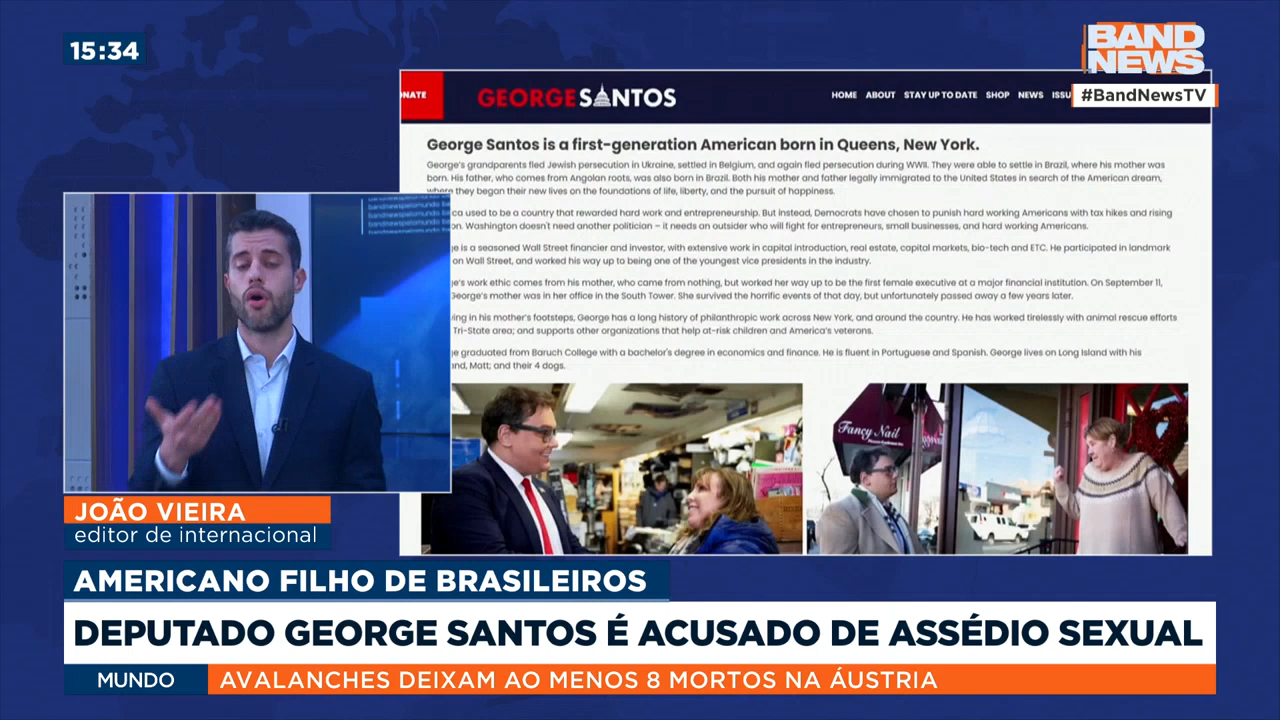 15:34
BAND
NEWS
#BandNewsTV
ONATE
GEORGE SANTOS
HOME ABOUT STAY UP TO DATE SHOP NEWS ISSU
George Santos is a first-generation American born in Queens, New York.
George's grandparents fled Jewish persecution in Ukraine, settled in Belgium, and again fled persecution during WWII. They were able to settle in Brazil, where his mother was
born. His father, who comes from Angolan roots, was also born in Brazil. Both his mother and father legally immigrated to the United States in search of the American dream,
where they began their new lives on the foundations of life, liberty, and the pursuit of happiness.
ca used to be a country that rewarded hard work and entrepreneurship. But instead, Democrats have chosen to punish hard working Americans with tax hikes and rising
on. Washington doesn't need another politician – it needs an outsider who will fight for entrepreneurs, small businesses, and hard working Americans.
ge is a seasoned Wall Street financier and investor, with extensive work in capital introduction, real estate, capital markets, bio-tech and ETC. He participated in landmark
on Wall Street, and worked his way up to being one of the youngest vice presidents in the industry.
ge's work ethic comes from his mother, who came from nothing, but worked her way up to be the first female executive at a major financial institution. On September 11,
George's mother was in her office in the South Tower. She survived the horrific events of that day, but unfortunately passed away a few years later.
wing in his mother's footsteps, George has a long history of philanthropic work across New York, and around the country. He has worked tirelessly with animal rescue efforts
Tri-State area; and supports other organizations that help at-risk children and America's veterans.
ge graduated from Baruch College with a bachelor's degree in economics and finance. He is fluent in Portuguese and Spanish. George lives on Long Island with his
and, Matt; and their 4 dogs.
Fancy Nail
JOÃO VIEIRA
editor de internacional
AMERICANO FILHO DE BRASILEIROS
DEPUTADO GEORGE SANTOS É ACUSADO DE ASSÉDIO SEXUAL
MUNDO AVALANCHES DEIXAM AO MENOS 8 MORTOS NA ÁUSTRIA